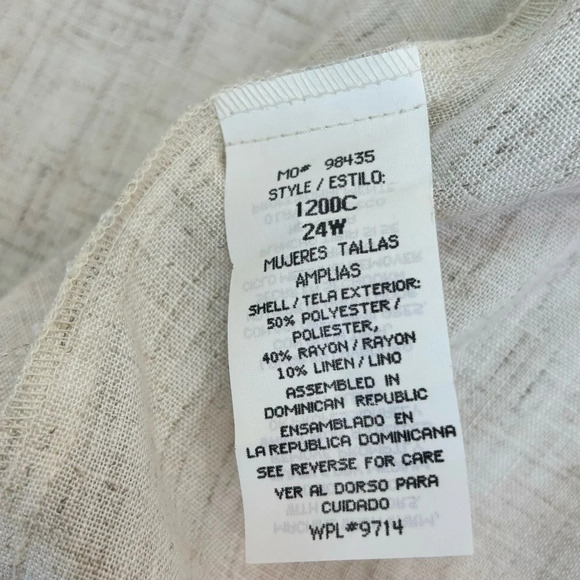 MO# 98435
STYLE / ESTILO:
1200C
24W
MUJERES TALLAS
AMPLIAS
SHELL / TELA EXTERIOR:
50% POLYESTER /
POLIESTER,
40% RAYON / RAYON
10% LINEN / LINO
ASSEMBLED IN
DOMINICAN REPUBLIC
ENSAMBLADO EN
LA REPUBLICA DOMINICANA
SEE REVERSE FOR CARE
VER AL DORSO PARA
CUIDADO
WPL#9714